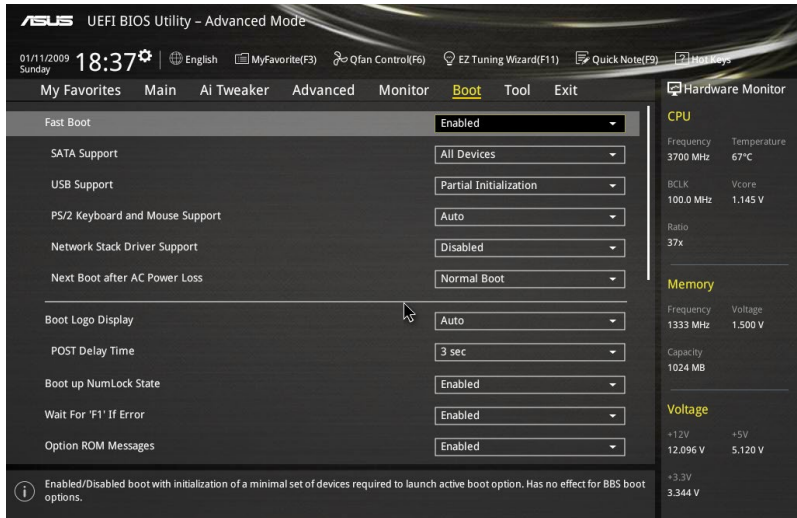 ASUS UEFI BIOS Utility – Advanced Mode
01/11/2009
Sunday
18:37
English MyFavorite(F3) Qfan Control(F6) EZ Tuning Wizard(F11) Quick Note(F9) ? Hot Keys
My Favorites Main Ai Tweaker Advanced Monitor Boot Tool Exit
Fast Boot Enabled
SATA Support All Devices
USB Support Partial Initialization
PS/2 Keyboard and Mouse Support Auto
Network Stack Driver Support Disabled
Next Boot after AC Power Loss Normal Boot
Boot Logo Display Auto
POST Delay Time 3 sec
Boot up NumLock State Enabled
Wait For 'F1' If Error Enabled
Option ROM Messages Enabled
Enabled/Disabled boot with initialization of a minimal set of devices required to launch active boot option. Has no effect for BBS boot
options.
Hardware Monitor
CPU
Frequency Temperature
3700 MHz 67°C
BCLK Vcore
100.0 MHz 1.145 V
Ratio
37x
Memory
Frequency Voltage
1333 MHz 1.500 V
Capacity
1024 MB
Voltage
+12V +5V
12.096 V 5.120 V
+3.3V
3.344 V